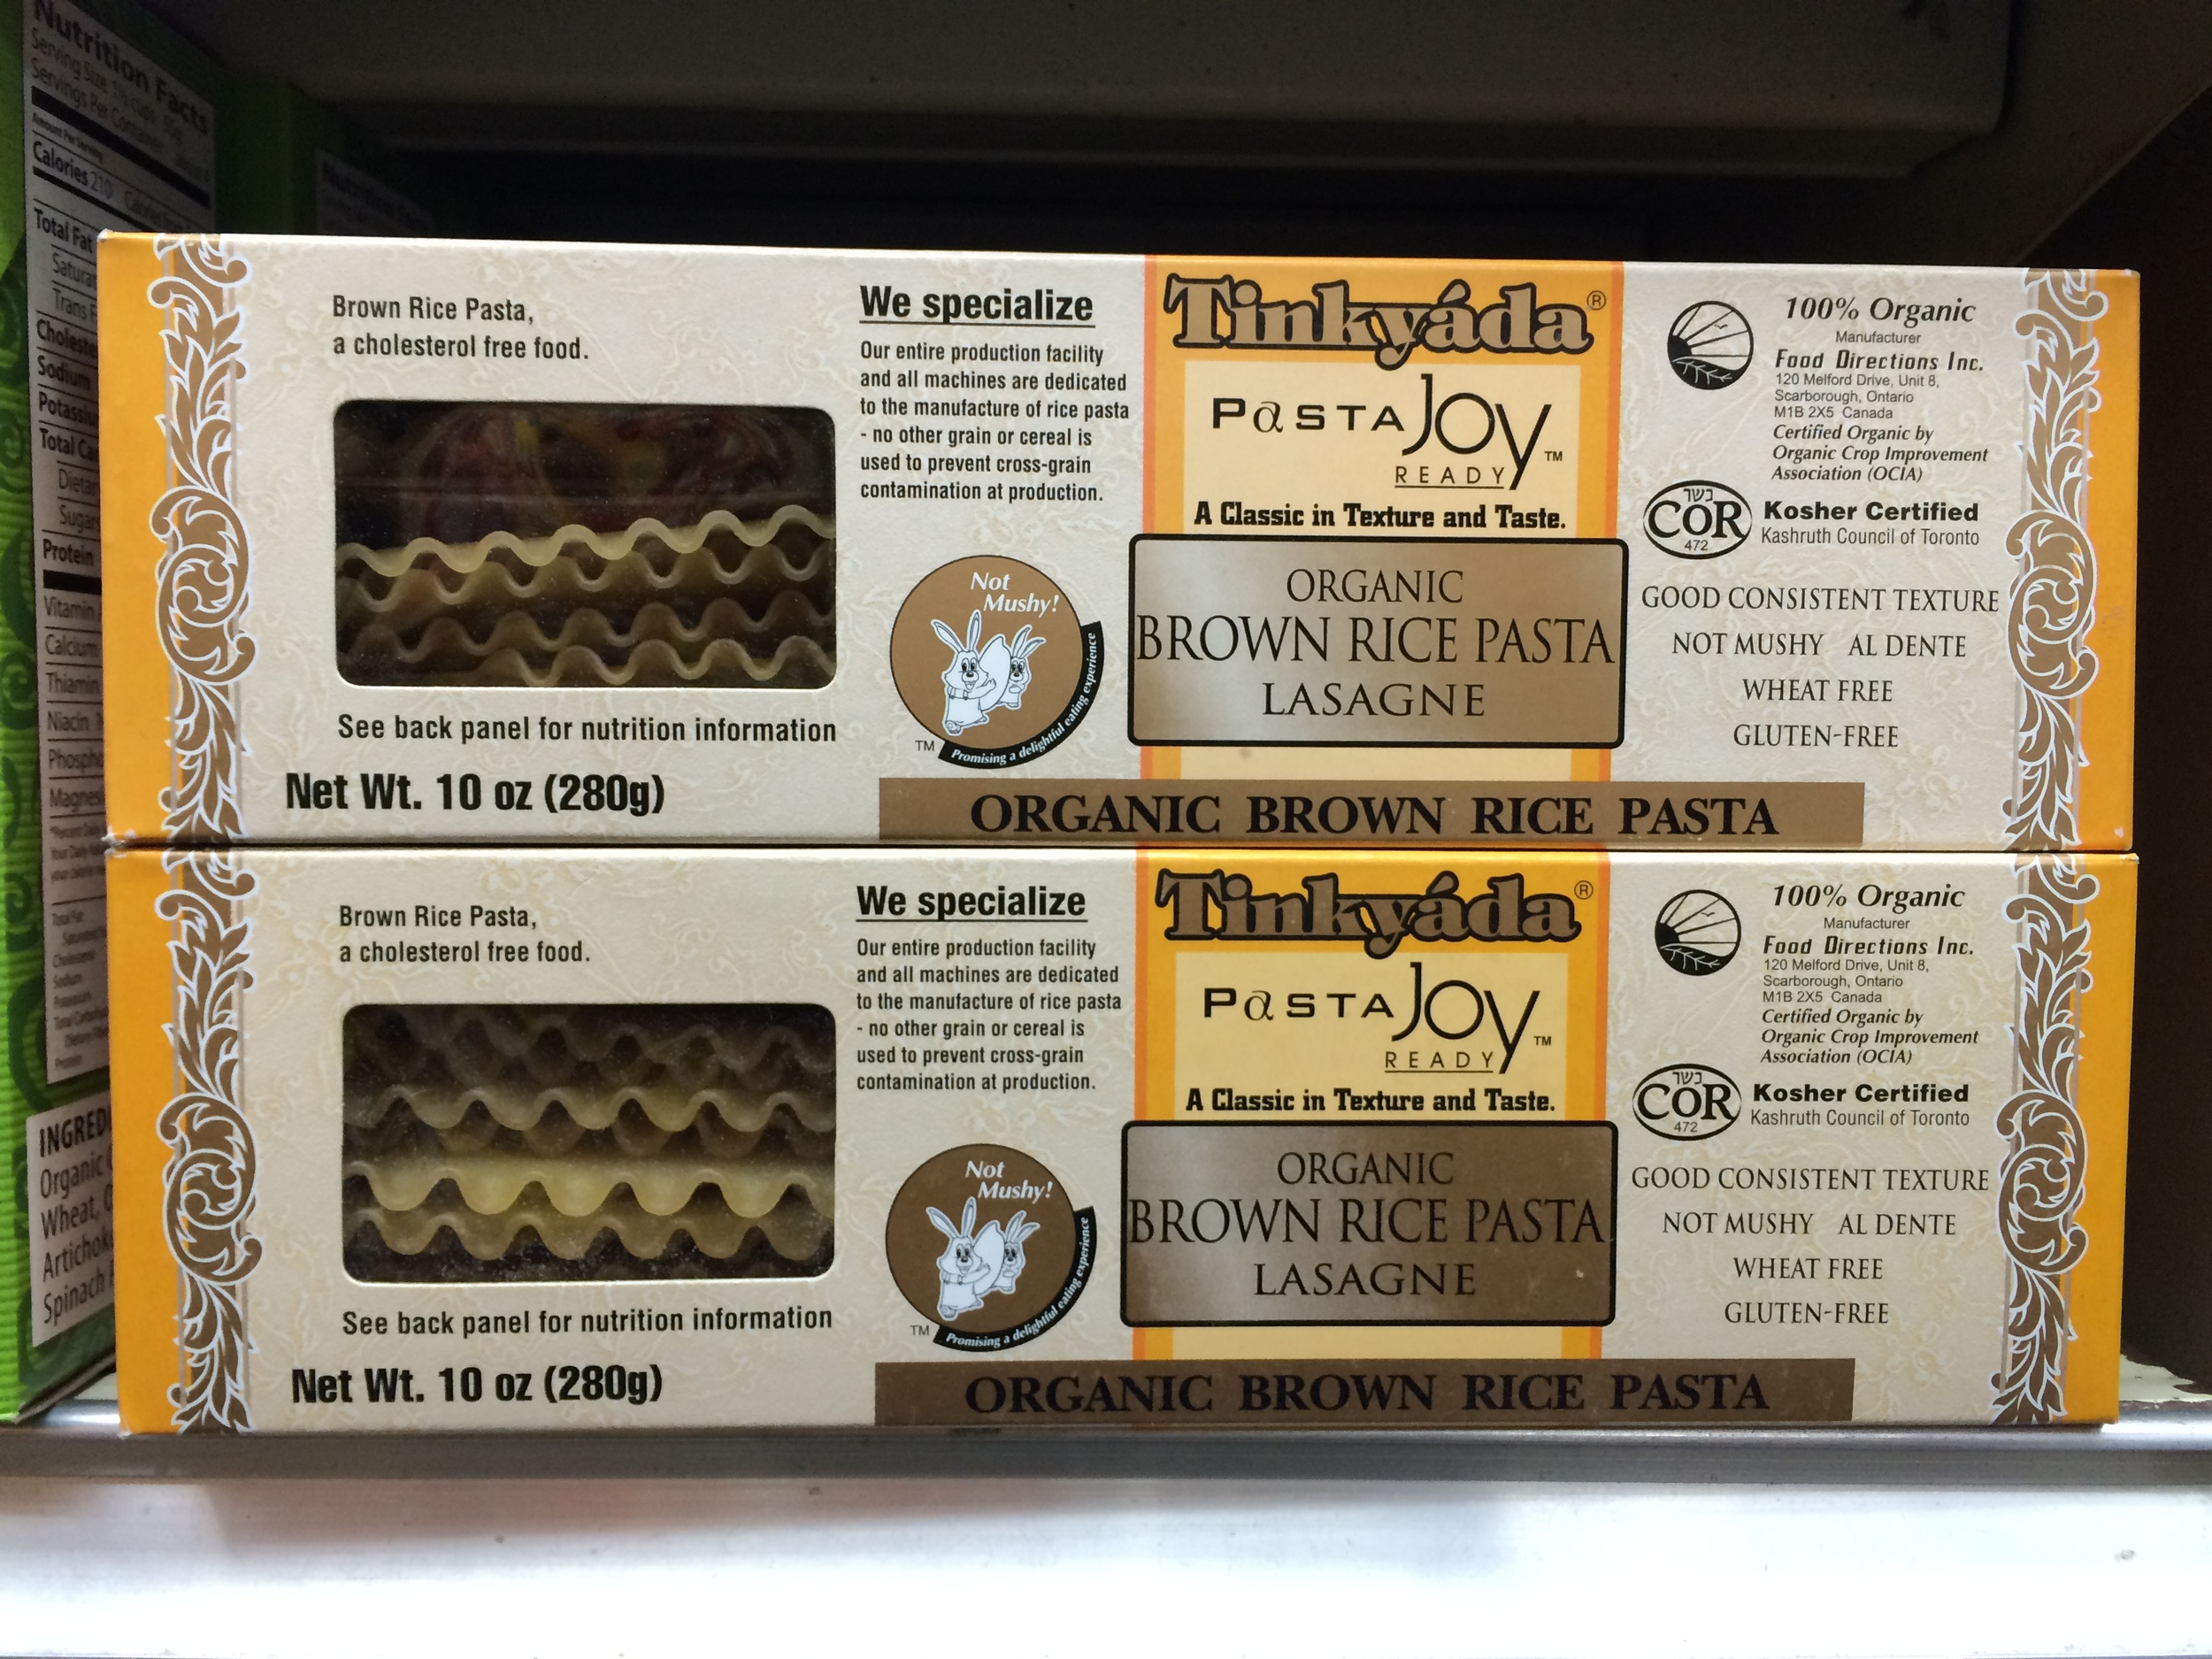 Nutrition Facts
Amount Per Serving
Calories 210
Total Fat
Sodium
Protein
INGRED
Organic
Wheat,
Spinach
Brown Rice Pasta,
a cholesterol free food.
See back panel for nutrition information
Net Wt. 10 oz (280g)
We specialize
Our entire production facility
and all machines are dedicated
to the manufacture of rice pasta
- no other grain or cereal is
used to prevent cross-grain
contamination at production.
Not
Mushy!
Promising a delightful eating experience
TM
Tinkyáda®
PASTA JOY™
READY
A Classic in Texture and Taste.
ORGANIC
BROWN RICE PASTA
LASAGNE
100% Organic
Manufacturer
Food Directions Inc.
120 Melford Drive, Unit 8,
Scarborough, Ontario
M1B 2X5 Canada
Certified Organic by
Organic Crop Improvement
Association (OCIA)
כשר
COR
472
Kosher Certified
Kashruth Council of Toronto
GOOD CONSISTENT TEXTURE
NOT MUSHY AL DENTE
WHEAT FREE
GLUTEN-FREE
ORGANIC BROWN RICE PASTA
Brown Rice Pasta,
a cholesterol free food.
See back panel for nutrition information
Net Wt. 10 oz (280g)
We specialize
Our entire production facility
and all machines are dedicated
to the manufacture of rice pasta
- no other grain or cereal is
used to prevent cross-grain
contamination at production.
Not
Mushy!
Promising a delightful eating experience
TM
Tinkyáda®
PASTA JOY™
READY
A Classic in Texture and Taste.
ORGANIC
BROWN RICE PASTA
LASAGNE
100% Organic
Manufacturer
Food Directions Inc.
120 Melford Drive, Unit 8,
Scarborough, Ontario
M1B 2X5 Canada
Certified Organic by
Organic Crop Improvement
Association (OCIA)
כשר
COR
472
Kosher Certified
Kashruth Council of Toronto
GOOD CONSISTENT TEXTURE
NOT MUSHY AL DENTE
WHEAT FREE
GLUTEN-FREE
ORGANIC BROWN RICE PASTA